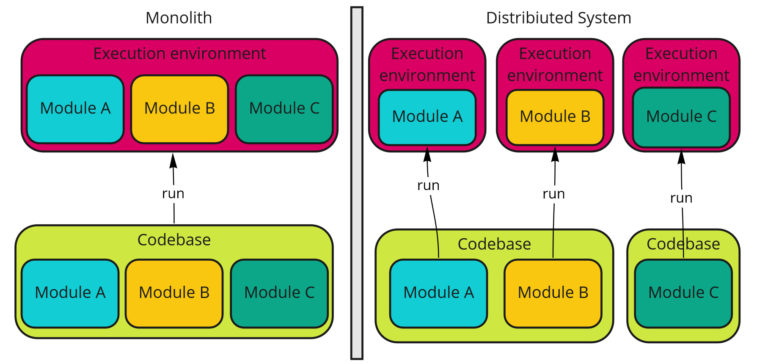 Monolith
Execution environment
Module A
Module B
Module C
run
Codebase
Module A
Module B
Module C
Distribiuted System
Execution
environment
Module A
Execution
environment
Module B
Execution
environment
Module C
run
run
run
Codebase
Module A
Module B
Codebase
Module C